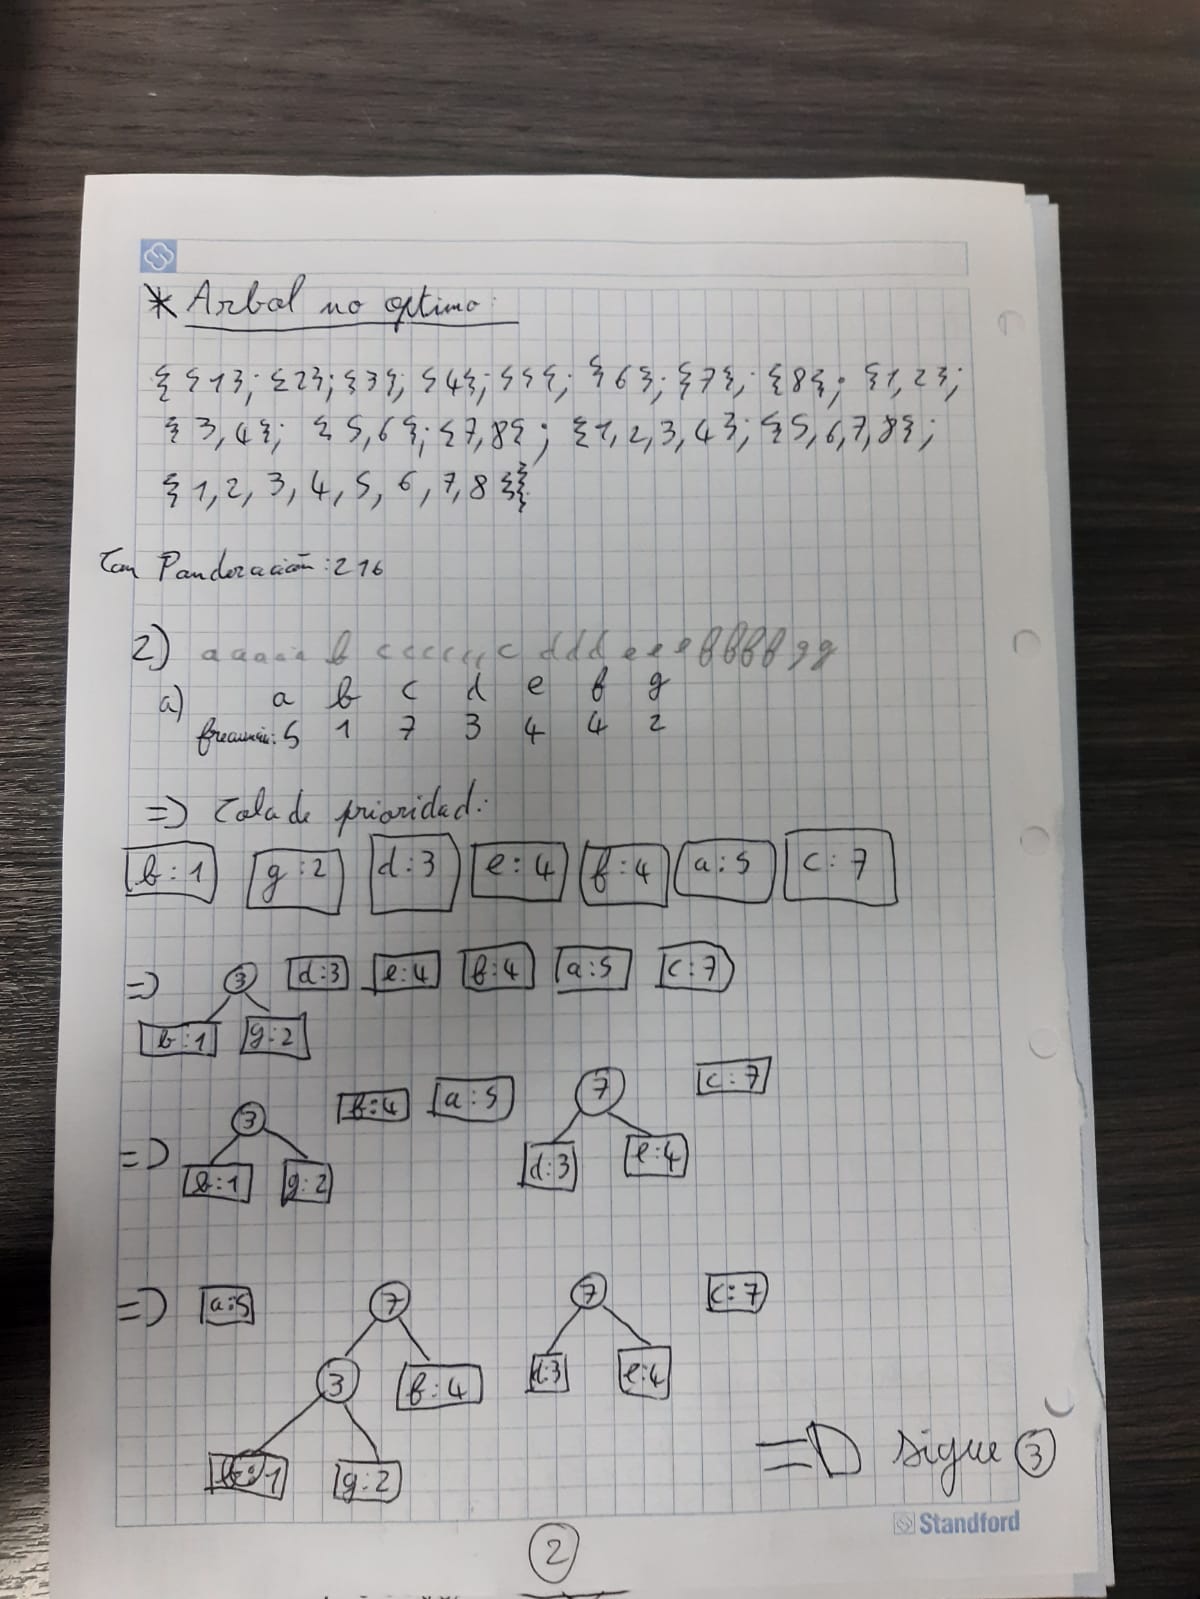 * Arbol no optimo:
{ {1}; {2}; {3}; {4}; {5}; {6}; {7}; {8}; {1,2};
{3,4}; {5,6}; {7,8}; {1,2,3,4}; {5,6,7,8};
{1,2,3,4,5,6,7,8}}
Con Ponderación: 216
2) aaaaa b ccccccc ddd eeee ffff gg
a) a b c d e f g
frecuencia: 5 1 7 3 4 4 2
=> Cola de prioridad:
b:1 g:2 d:3 e:4 f:4 a:5 c:7
=> 3 d:3 e:4 f:4 a:5 c:7
b:1 g:2
=> 3 f:4 a:5 7 c:7
b:1 g:2 d:3 e:4
=> a:5 7 7 c:7
3 f:4 d:3 e:4
b:1 g:2
=> sigue 3
Standford
2